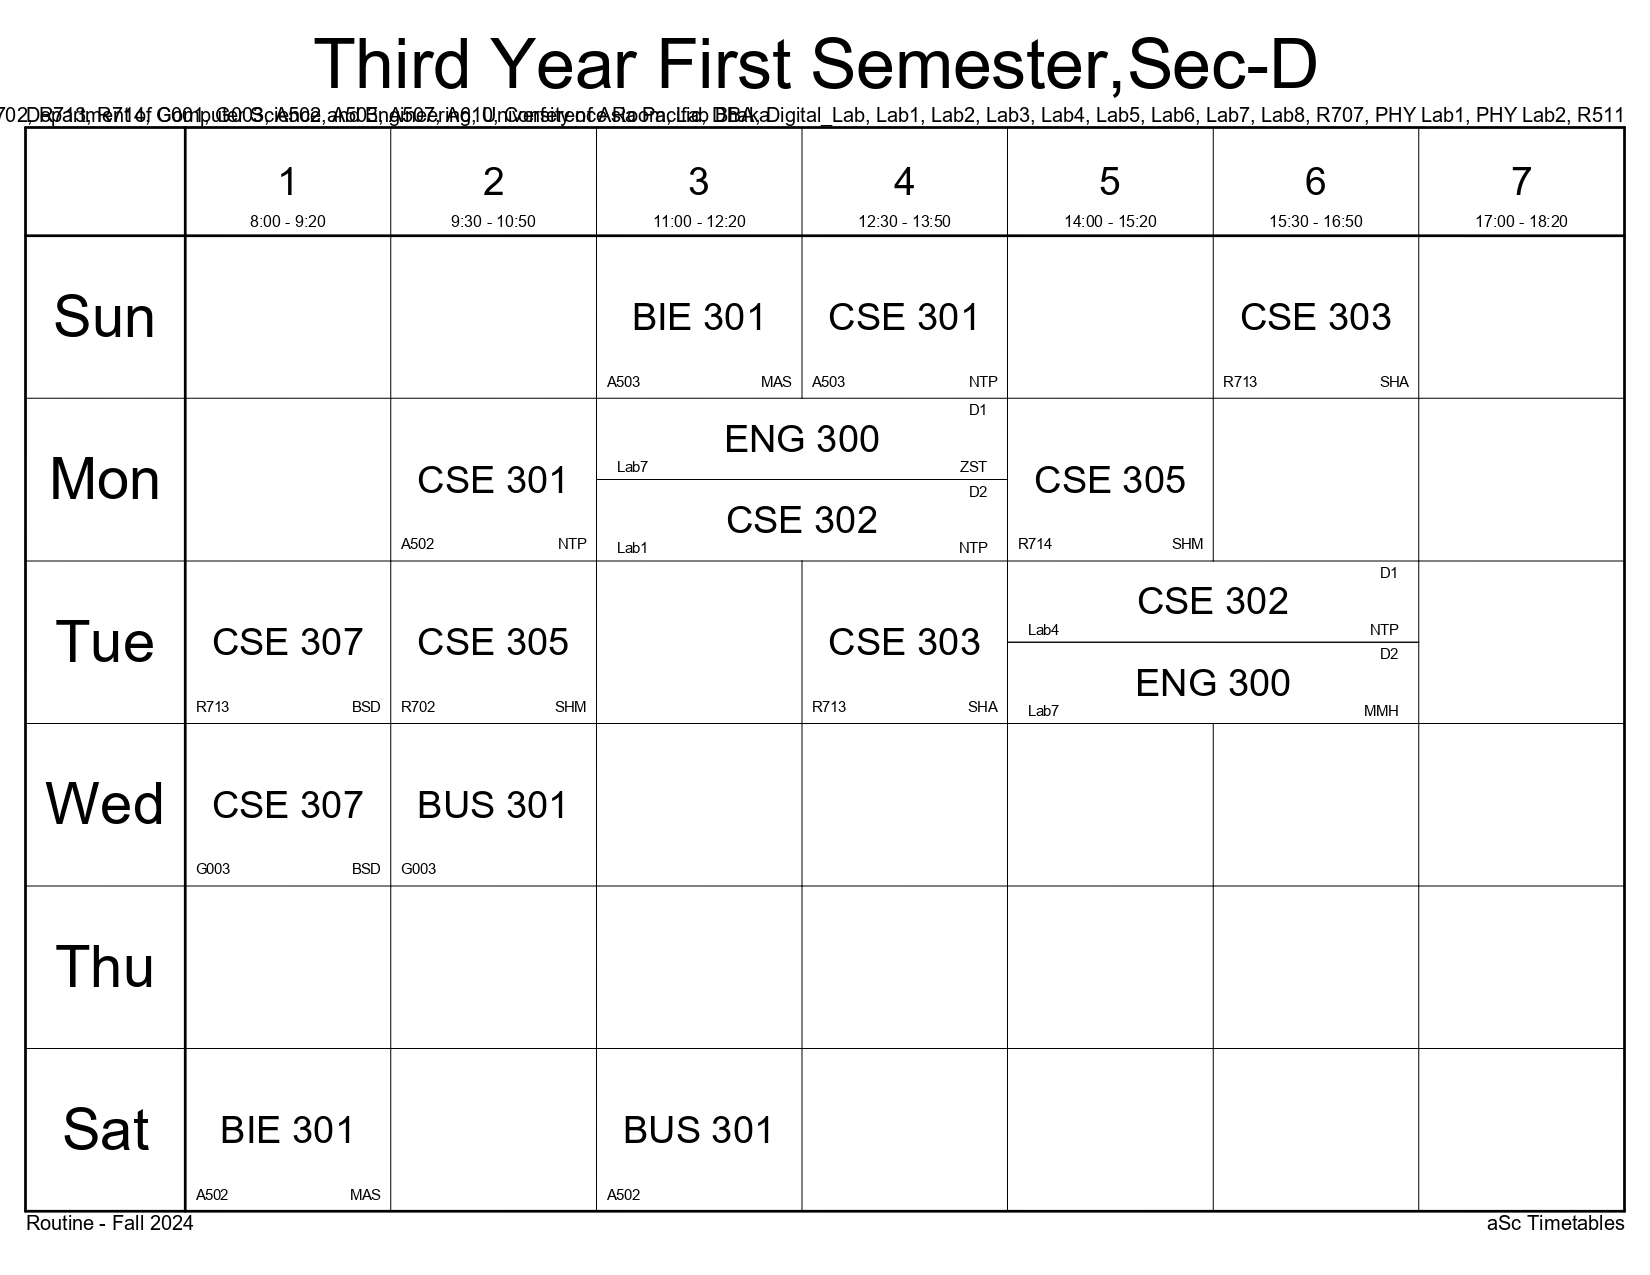 Third Year First Semester,Sec-D
Department of Computer Science and Engineering, University of Asia Pacific, Dhaka
702, R713, R714, G001, G003, A502, A503, A507, A610, Conference Room, Lab BBA, Digital_Lab, Lab1, Lab2, Lab3, Lab4, Lab5, Lab6, Lab7, Lab8, R707, PHY Lab1, PHY Lab2, R511
1 2 3 4 5 6 7
8:00 - 9:20 9:30 - 10:50 11:00 - 12:20 12:30 - 13:50 14:00 - 15:20 15:30 - 16:50 17:00 - 18:20
Sun BIE 301 CSE 301 CSE 303
A503 MAS A503 NTP R713 SHA
D1
ENG 300
Lab7 ZST
Mon CSE 301 CSE 305
D2
CSE 302
A502 NTP Lab1 NTP R714 SHM
D1
CSE 302
Lab4 NTP
Tue CSE 307 CSE 305 CSE 303
D2
ENG 300
R713 BSD R702 SHM R713 SHA Lab7 MMH
Wed CSE 307 BUS 301
G003 BSD G003
Thu
Sat BIE 301 BUS 301
A502 MAS A502
Routine - Fall 2024 aSc Timetables